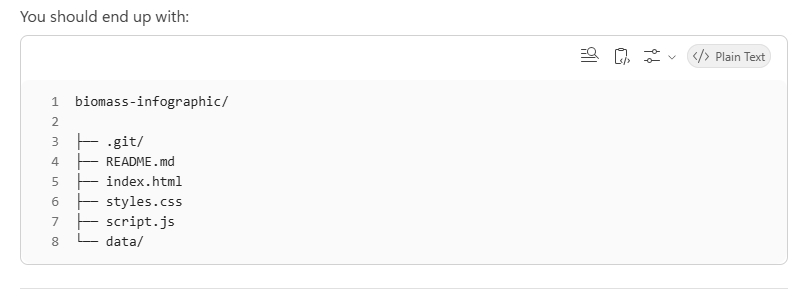 You should end up with:
</> Plain Text
1 biomass-infographic/
2
3 ├── .git/
4 ├── README.md
5 ├── index.html
6 ├── styles.css
7 ├── script.js
8 └── data/